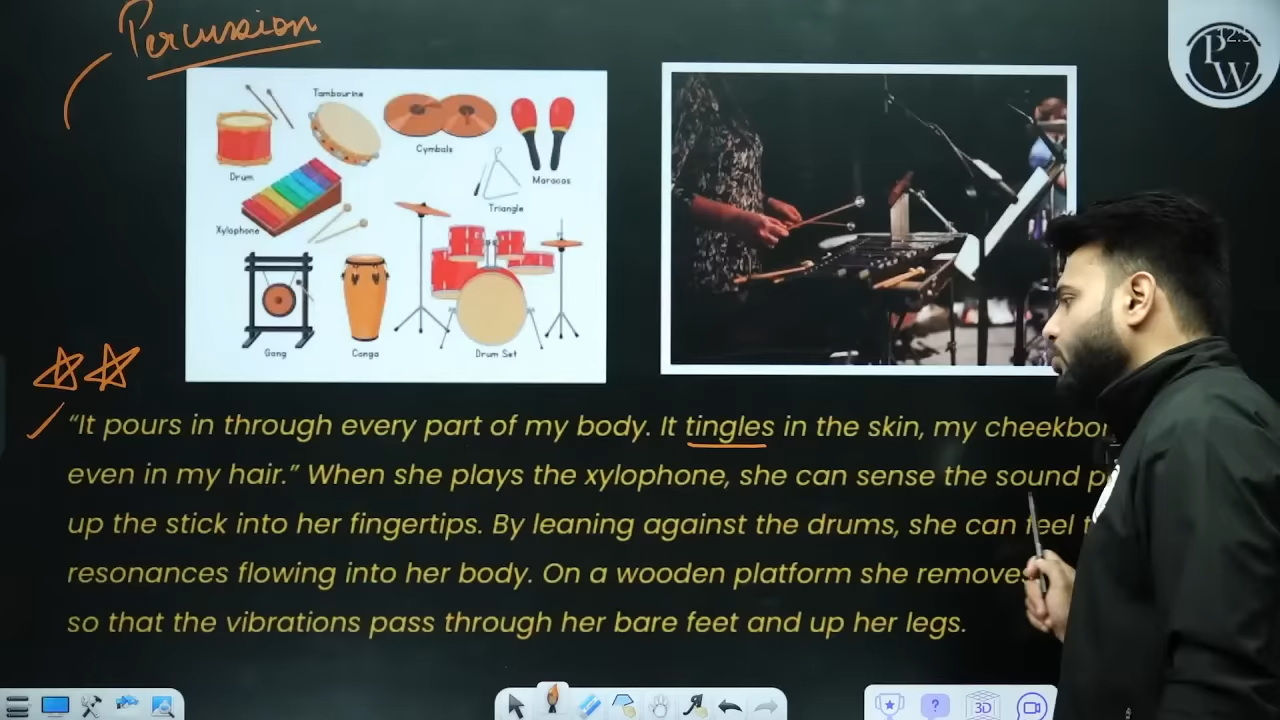 Percussion
PW
Tambourine
Cymbals
Drum
Maracas
Triangle
Xylophone
Gong
Conga
Drum Set
“It pours in through every part of my body. It tingles in the skin, my
even in my hair.” When she plays the xylophone, she can sense the sound
up the stick into her fingertips. By leaning against the drums, she can feel
resonances flowing into her body. On a wooden platform she removes
so that the vibrations pass through her bare feet and up her legs.
?
3D